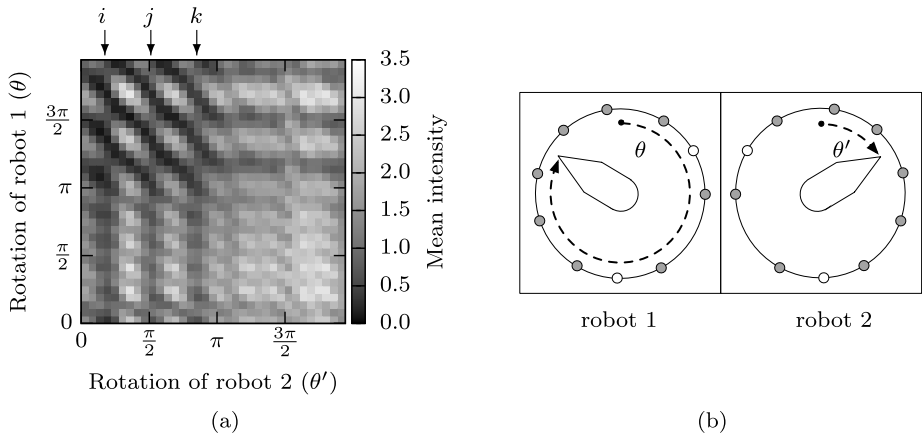 i j k
3.5
3.0
2.5
2.0
1.5
1.0
0.5
0.0
Mean intensity
Rotation of robot 1 (θ)
3π/2
π
π/2
0
0 π/2 π 3π/2
Rotation of robot 2 (θ′)
(a)
θ θ′
robot 1 robot 2
(b)